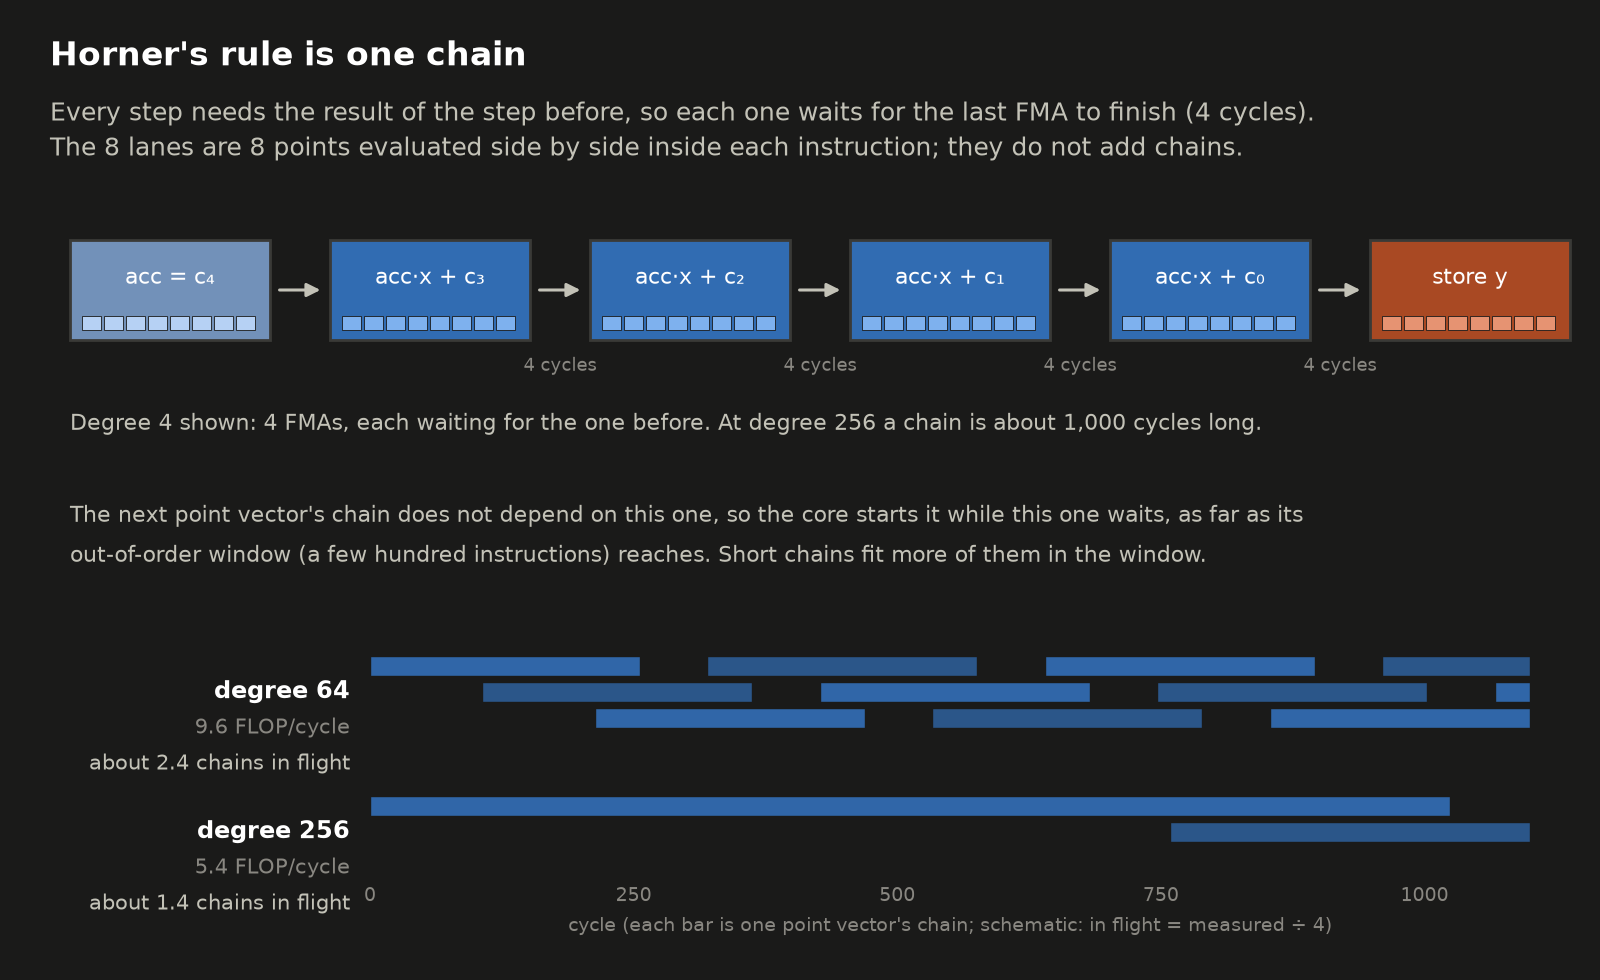 Horner's rule is one chain
Every step needs the result of the step before, so each one waits for the last FMA to finish (4 cycles).
The 8 lanes are 8 points evaluated side by side inside each instruction; they do not add chains.
acc = c₄
acc·x + c₃
acc·x + c₂
acc·x + c₁
acc·x + c₀
store y
4 cycles
4 cycles
4 cycles
4 cycles
Degree 4 shown: 4 FMAs, each waiting for the one before. At degree 256 a chain is about 1,000 cycles long.
The next point vector's chain does not depend on this one, so the core starts it while this one waits, as far as its
out-of-order window (a few hundred instructions) reaches. Short chains fit more of them in the window.
degree 64
9.6 FLOP/cycle
about 2.4 chains in flight
degree 256
5.4 FLOP/cycle
about 1.4 chains in flight
0
250
500
750
1000
cycle (each bar is one point vector's chain; schematic: in flight = measured ÷ 4)